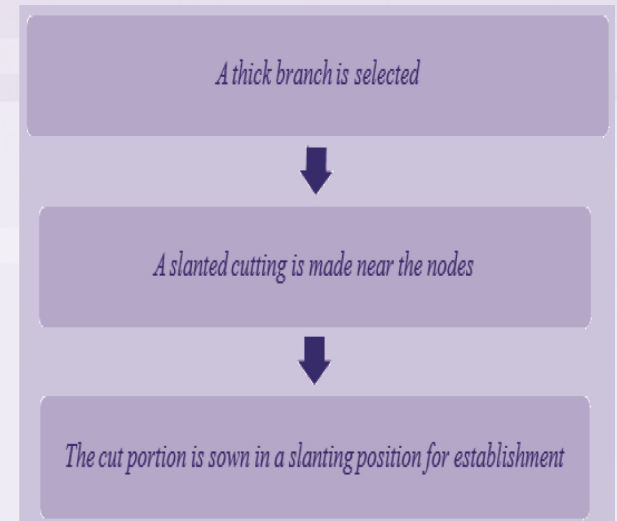 A thick branch is selected
A slanted cutting is made near the nodes
The cut portion is sown in a slanting position for establishment